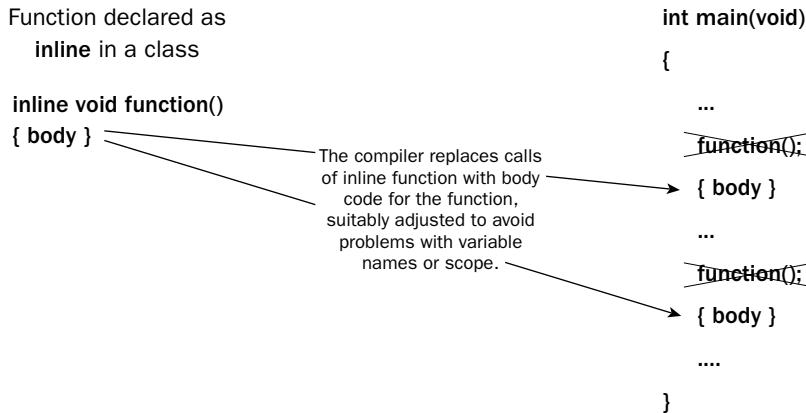 Function declared as
inline in a class
inline void function()
{ body }
The compiler replaces calls
of inline function with body
code for the function,
suitably adjusted to avoid
problems with variable
names or scope.
int main(void)
{
...
function();
{ body }
...
function();
{ body }
....
}